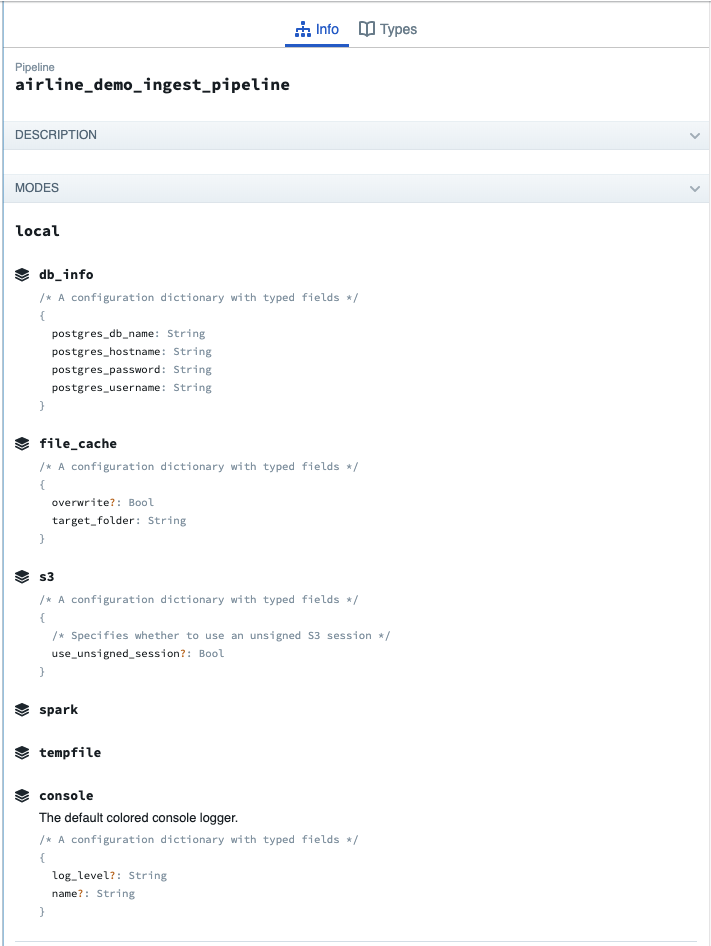 Info Types
Pipeline
airline_demo_ingest_pipeline
DESCRIPTION
MODES
local
db_info
/* A configuration dictionary with typed fields */
{
postgres_db_name: String
postgres_hostname: String
postgres_password: String
postgres_username: String
}
file_cache
/* A configuration dictionary with typed fields */
{
overwrite?: Bool
target_folder: String
}
s3
/* A configuration dictionary with typed fields */
{
/* Specifies whether to use an unsigned S3 session */
use_unsigned_session?: Bool
}
spark
tempfile
console
The default colored console logger.
/* A configuration dictionary with typed fields */
{
log_level?: String
name?: String
}